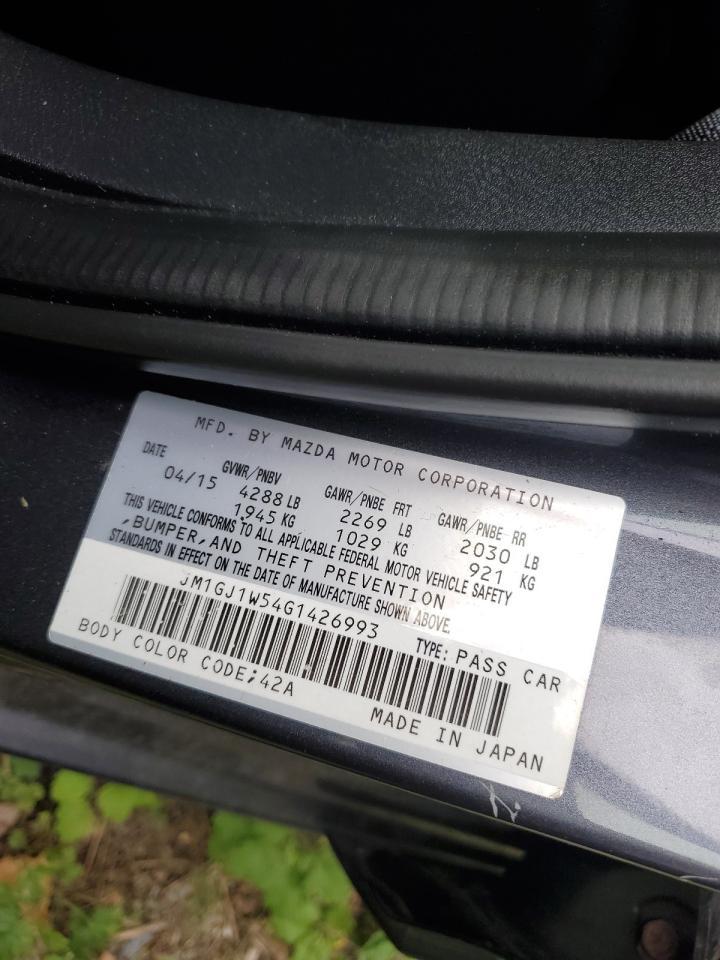 MFD. BY MAZDA MOTOR CORPORATION
DATE GVWR/PNBV GAWR/PNBE FRT GAWR/PNBE RR
04/15 4288 LB 2269 LB 2030 LB
1945 KG 1029 KG 921 KG
THIS VEHICLE CONFORMS TO ALL APPLICABLE FEDERAL MOTOR VEHICLE SAFETY
,BUMPER, AND THEFT PREVENTION
STANDARDS IN EFFECT ON THE DATE OF MANUFACTURE SHOWN ABOVE.
JM1GJ1W54G1426993 TYPE: PASS CAR
BODY COLOR CODE;42A MADE IN JAPAN